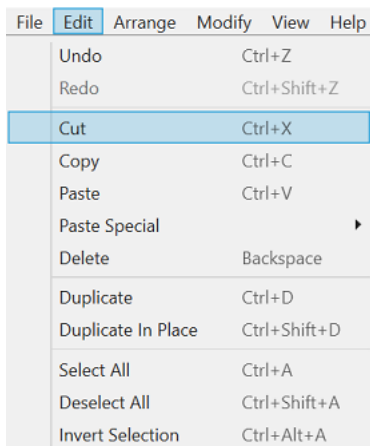 File Edit Arrange Modify View Help
Undo Ctrl+Z
Redo Ctrl+Shift+Z
Cut Ctrl+X
Copy Ctrl+C
Paste Ctrl+V
Paste Special
Delete Backspace
Duplicate Ctrl+D
Duplicate In Place Ctrl+Shift+D
Select All Ctrl+A
Deselect All Ctrl+Shift+A
Invert Selection Ctrl+Alt+A